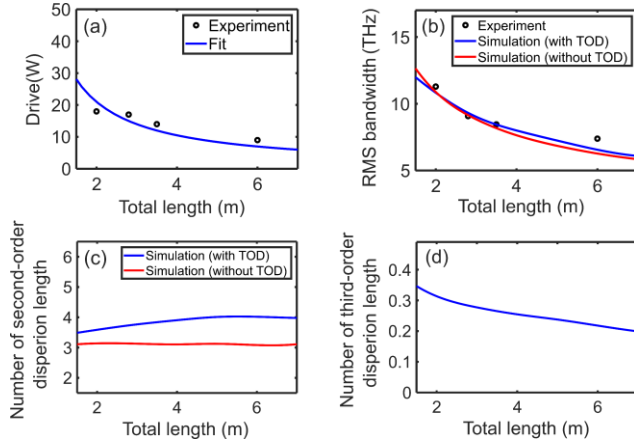 (a)
Experiment
Fit
Drive(W)
50
40
30
20
10
0
2
4
6
Total length (m)
(b)
Experiment
Simulation (with TOD)
Simulation (without TOD)
RMS bandwidth (THz)
15
10
5
2
4
6
Total length (m)
(c)
Simulation (with TOD)
Simulation (without TOD)
Number of second-order
disperion length
6
5
4
3
2
2
4
6
Total length (m)
(d)
Number of third-order
disperion length
0.4
0.3
0.2
0.1
0
2
4
6
Total length (m)